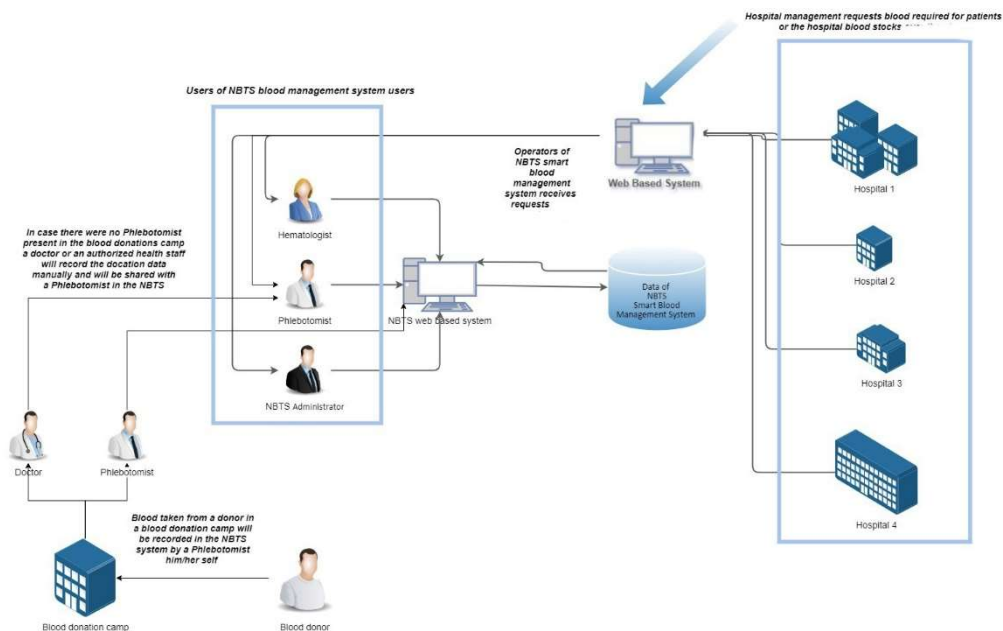 Hospital management requests blood required for patients
or the hospital blood stocks
Users of NBTS blood management system users
Operators of
NBTS smart
blood
management
system receives
requests
Web Based System
Hospital 1
Hematologist
In case there were no Phlebotomist
present in the blood donations camp
a doctor or an authorized health staff
will record the docation data
manually and will be shared with
a Phlebotomist in the NBTS
Hospital 2
Phlebotomist
NBTS web based system
Data of
NBTS
Smart Blood
Management System
Hospital 3
NBTS Administrator
Doctor
Phlebotomist
Hospital 4
Blood taken from a donor in
a blood donation camp will
be recorded in the NBTS
system by a Phlebotomist
him/her self
Blood donation camp
Blood donor